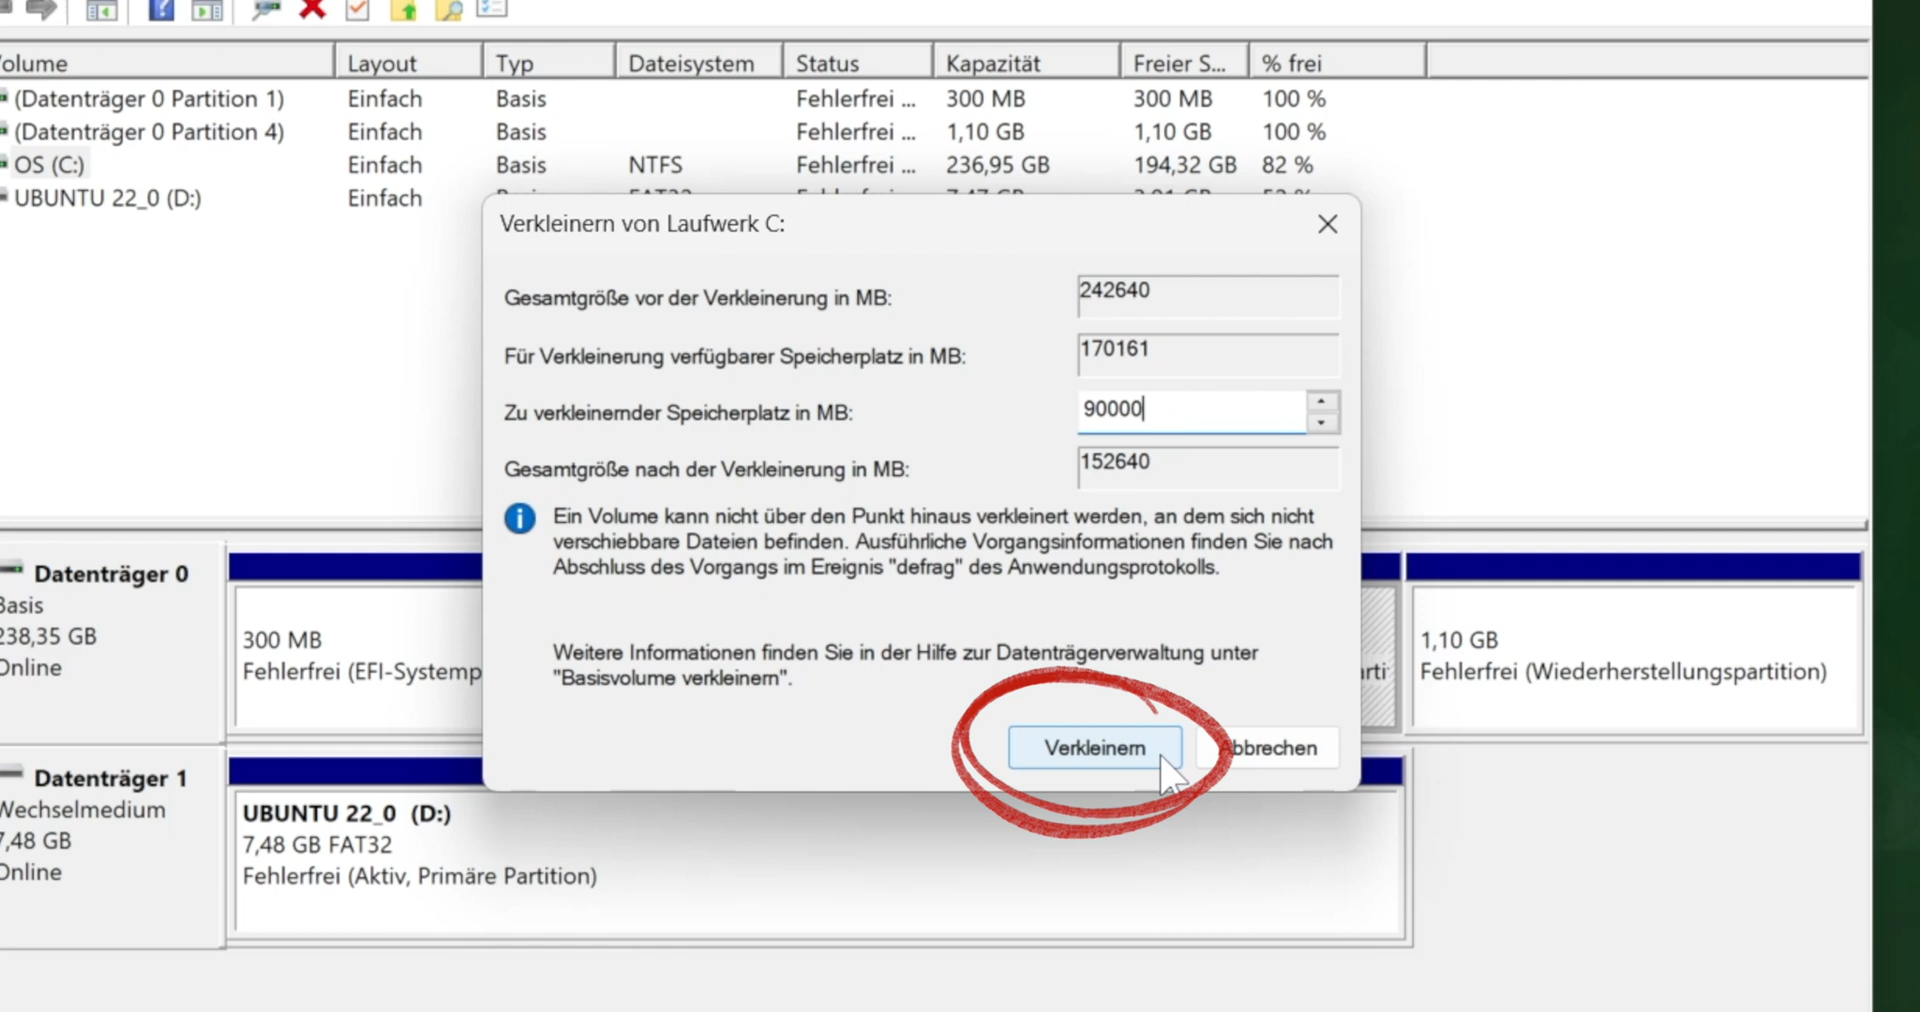 olume Layout Typ Dateisystem Status Kapazität Freier S... % frei
(Datenträger 0 Partition 1) Einfach Basis Fehlerfrei ... 300 MB 300 MB 100 %
(Datenträger 0 Partition 4) Einfach Basis Fehlerfrei ... 1,10 GB 1,10 GB 100 %
OS (C:) Einfach Basis NTFS Fehlerfrei ... 236,95 GB 194,32 GB 82 %
UBUNTU 22_0 (D:) Einfach
Verkleinern von Laufwerk C:
Gesamtgröße vor der Verkleinerung in MB: 242640
Für Verkleinerung verfügbarer Speicherplatz in MB: 170161
Zu verkleinernder Speicherplatz in MB: 90000
Gesamtgröße nach der Verkleinerung in MB: 152640
Ein Volume kann nicht über den Punkt hinaus verkleinert werden, an dem sich nicht
verschiebbare Dateien befinden. Ausführliche Vorgangsinformationen finden Sie nach
Abschluss des Vorgangs im Ereignis "defrag" des Anwendungsprotokolls.
Weitere Informationen finden Sie in der Hilfe zur Datenträgerverwaltung unter
"Basisvolume verkleinern".
Verkleinern Abbrechen
Datenträger 0
Basis
238,35 GB
Online
300 MB
Fehlerfrei (EFI-Systemp
arti
1,10 GB
Fehlerfrei (Wiederherstellungspartition)
Datenträger 1
Wechselmedium
7,48 GB
Online
UBUNTU 22_0 (D:)
7,48 GB FAT32
Fehlerfrei (Aktiv, Primäre Partition)